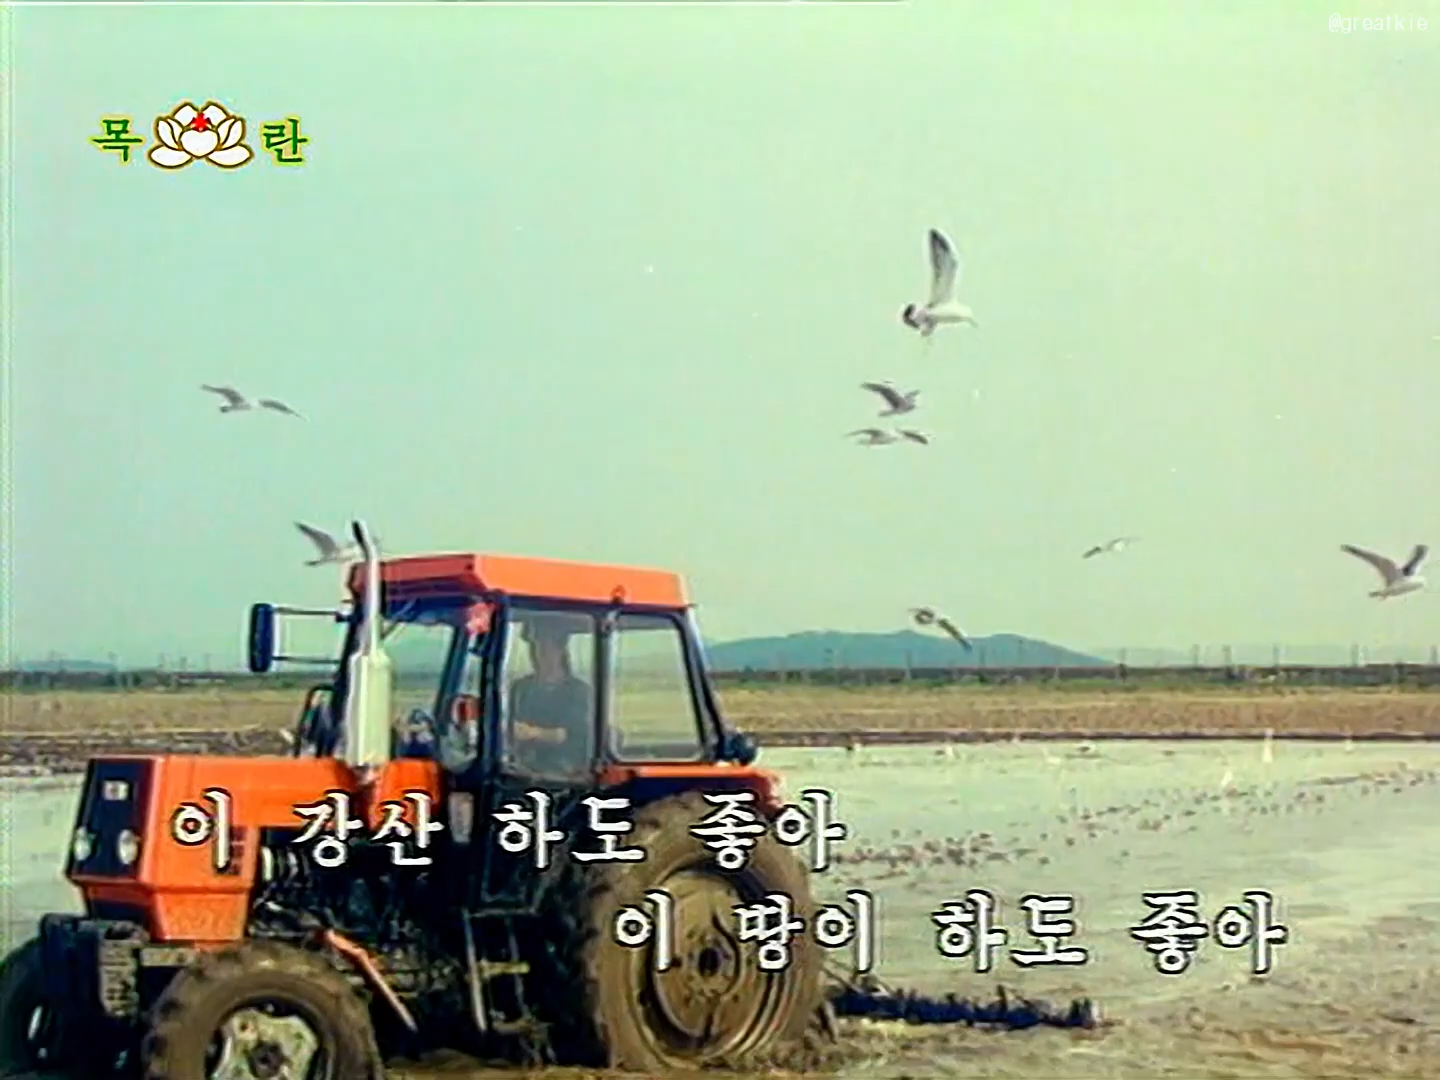 @greatkie
목 란
이 강산 하도 좋아
이 땅이 하도 좋아